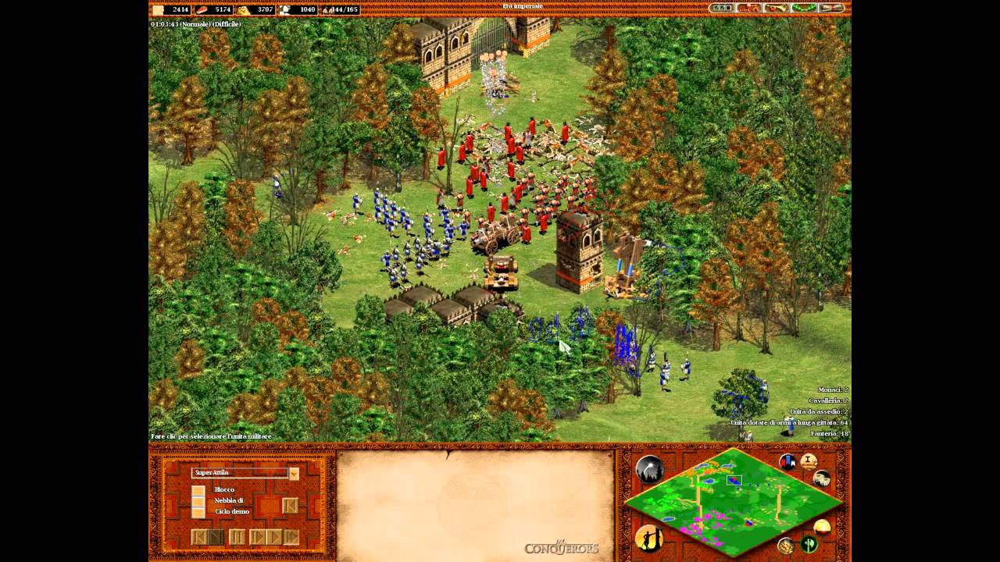 2414 5174 3707 1040 144/165
Età imperiale
01:03:43 (Normale) (Difficile)
Monaci: 2
Cavalleria: 2
Unità da assedio: 2
Unità dotate di armi a lunga gittata: 64
Fanteria: 18
Fare clic per selezionare l'unità militare.
SuperAttila
Blocco
Nebbia di
Ciclo demo
THE
CONQUERORS